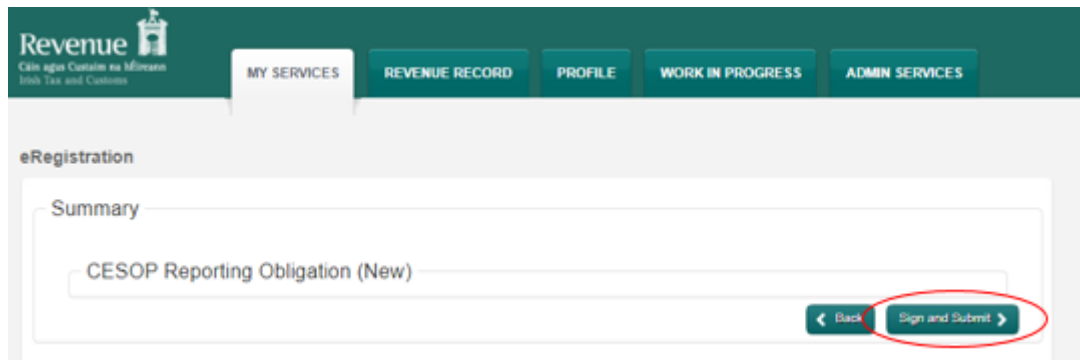 Revenue
Cáin agus Custaim na hÉireann
Irish Tax and Customs
MY SERVICES
REVENUE RECORD
PROFILE
WORK IN PROGRESS
ADMIN SERVICES
eRegistration
Summary
CESOP Reporting Obligation (New)
Back
Sign and Submit